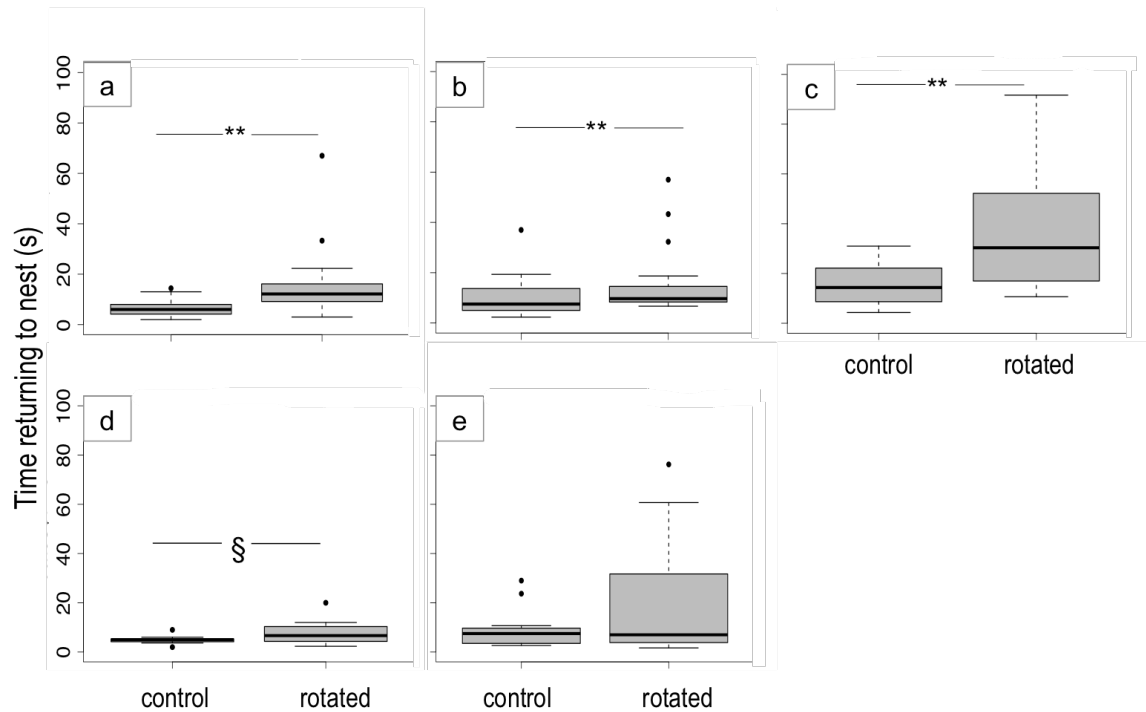 Time returning to nest (s)
100
80
60
40
20
0
a
**
b
**
c
**
control
rotated
100
80
60
40
20
0
d
§
control
rotated
e
control
rotated